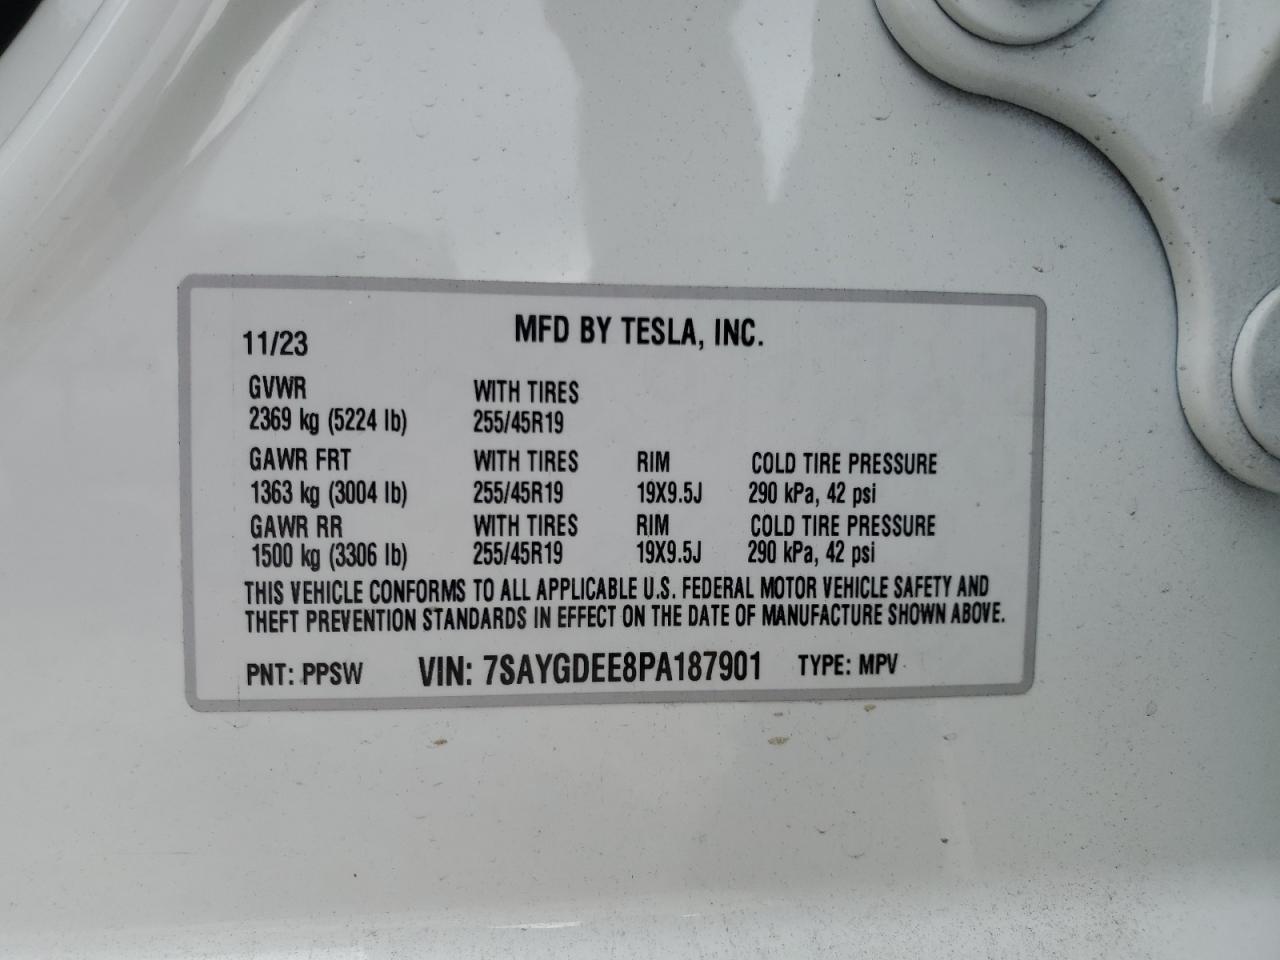 MFD BY TESLA, INC.
11/23
GVWR WITH TIRES
2369 kg (5224 lb) 255/45R19
GAWR FRT WITH TIRES RIM COLD TIRE PRESSURE
1363 kg (3004 lb) 255/45R19 19X9.5J 290 kPa, 42 psi
GAWR RR WITH TIRES RIM COLD TIRE PRESSURE
1500 kg (3306 lb) 255/45R19 19X9.5J 290 kPa, 42 psi
THIS VEHICLE CONFORMS TO ALL APPLICABLE U.S. FEDERAL MOTOR VEHICLE SAFETY AND
THEFT PREVENTION STANDARDS IN EFFECT ON THE DATE OF MANUFACTURE SHOWN ABOVE.
PNT: PPSW VIN: 7SAYGDEE8PA187901 TYPE: MPV